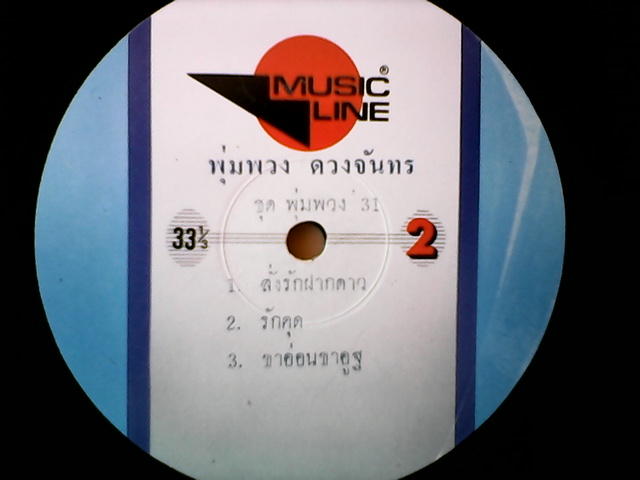 MUSIC®
LINE
พุ่มพวง ดวงจันทร
ชุด พุ่มพวง '31
33⅓
2
1. สั่งรักฝากดาว
2. รักคุด
3. ขาอ่อนขาอูฐ